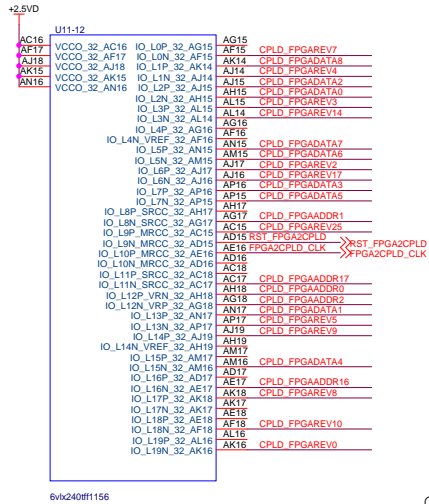 +2.5VD
U11-12
AC16 VCCO_32_AC16 IO_L0P_32_AG15 AG15
AF17 VCCO_32_AF17 IO_L0N_32_AF15 AF15 CPLD_FPGAREV7
AJ18 VCCO_32_AJ18 IO_L1P_32_AK14 AK14 CPLD_FPGADATA8
AK15 VCCO_32_AK15 IO_L1N_32_AJ14 AJ14 CPLD_FPGAREV4
AN16 VCCO_32_AN16 IO_L2P_32_AJ15 AJ15 CPLD_FPGADATA2
IO_L2N_32_AH15 AH15 CPLD_FPGADATA0
IO_L3P_32_AL15 AL15 CPLD_FPGAREV3
IO_L3N_32_AL14 AL14 CPLD_FPGAREV14
IO_L4P_32_AG16 AG16
IO_L4N_VREF_32_AF16 AF16
IO_L5P_32_AN15 AN15 CPLD_FPGADATA7
IO_L5N_32_AM15 AM15 CPLD_FPGADATA6
IO_L6P_32_AJ17 AJ17 CPLD_FPGAREV2
IO_L6N_32_AJ16 AJ16 CPLD_FPGAREV17
IO_L7P_32_AP16 AP16 CPLD_FPGADATA3
IO_L7N_32_AP15 AP15 CPLD_FPGADATA5
IO_L8P_SRCC_32_AH17 AH17
IO_L8N_SRCC_32_AG17 AG17 CPLD_FPGAADDR1
IO_L9P_MRCC_32_AC15 AC15 CPLD_FPGAREV25
IO_L9N_MRCC_32_AD15 AD15 RST_FPGA2CPLD RST_FPGA2CPLD
IO_L10P_MRCC_32_AE16 AE16 FPGA2CPLD_CLK FPGA2CPLD_CLK
IO_L10N_MRCC_32_AD16 AD16
IO_L11P_SRCC_32_AC18 AC18
IO_L11N_SRCC_32_AC17 AC17 CPLD_FPGAADDR17
IO_L12P_VRN_32_AH18 AH18 CPLD_FPGAADDR0
IO_L12N_VRP_32_AG18 AG18 CPLD_FPGAADDR2
IO_L13P_32_AN17 AN17 CPLD_FPGADATA1
IO_L13N_32_AP17 AP17 CPLD_FPGAREV5
IO_L14P_32_AJ19 AJ19 CPLD_FPGAREV9
IO_L14N_VREF_32_AH19 AH19
IO_L15P_32_AM17 AM17
IO_L15N_32_AM16 AM16 CPLD_FPGADATA4
IO_L16P_32_AD17 AD17
IO_L16N_32_AE17 AE17 CPLD_FPGAADDR16
IO_L17P_32_AK18 AK18 CPLD_FPGAREV8
IO_L17N_32_AK17 AK17
IO_L18P_32_AE18 AE18
IO_L18N_32_AF18 AF18 CPLD_FPGAREV10
IO_L19P_32_AL16 AL16
IO_L19N_32_AK16 AK16 CPLD_FPGAREV0
6vlx240tff1156